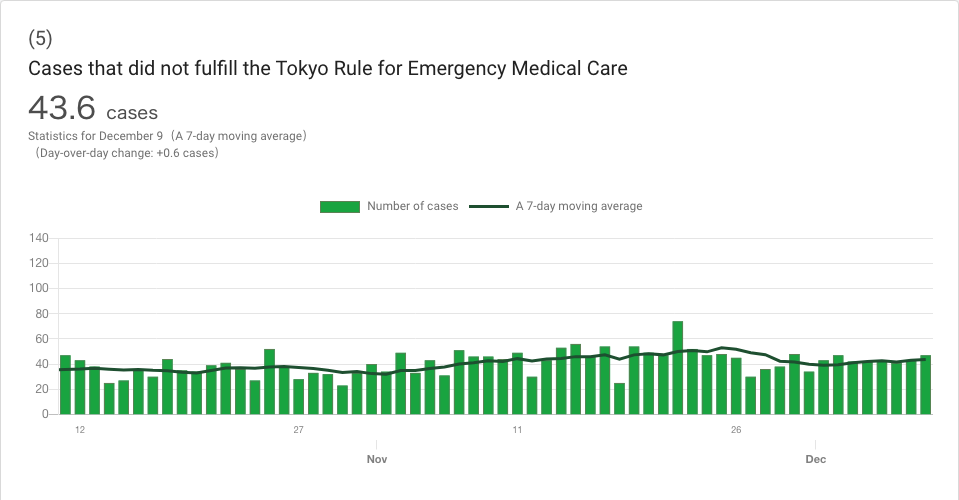 (5)
Cases that did not fulfill the Tokyo Rule for Emergency Medical Care
43.6 cases
Statistics for December 9（A 7-day moving average）
（Day-over-day change: +0.6 cases）
Number of cases A 7-day moving average
140
120
100
80
60
40
20
0
12 27 11 26
Nov Dec